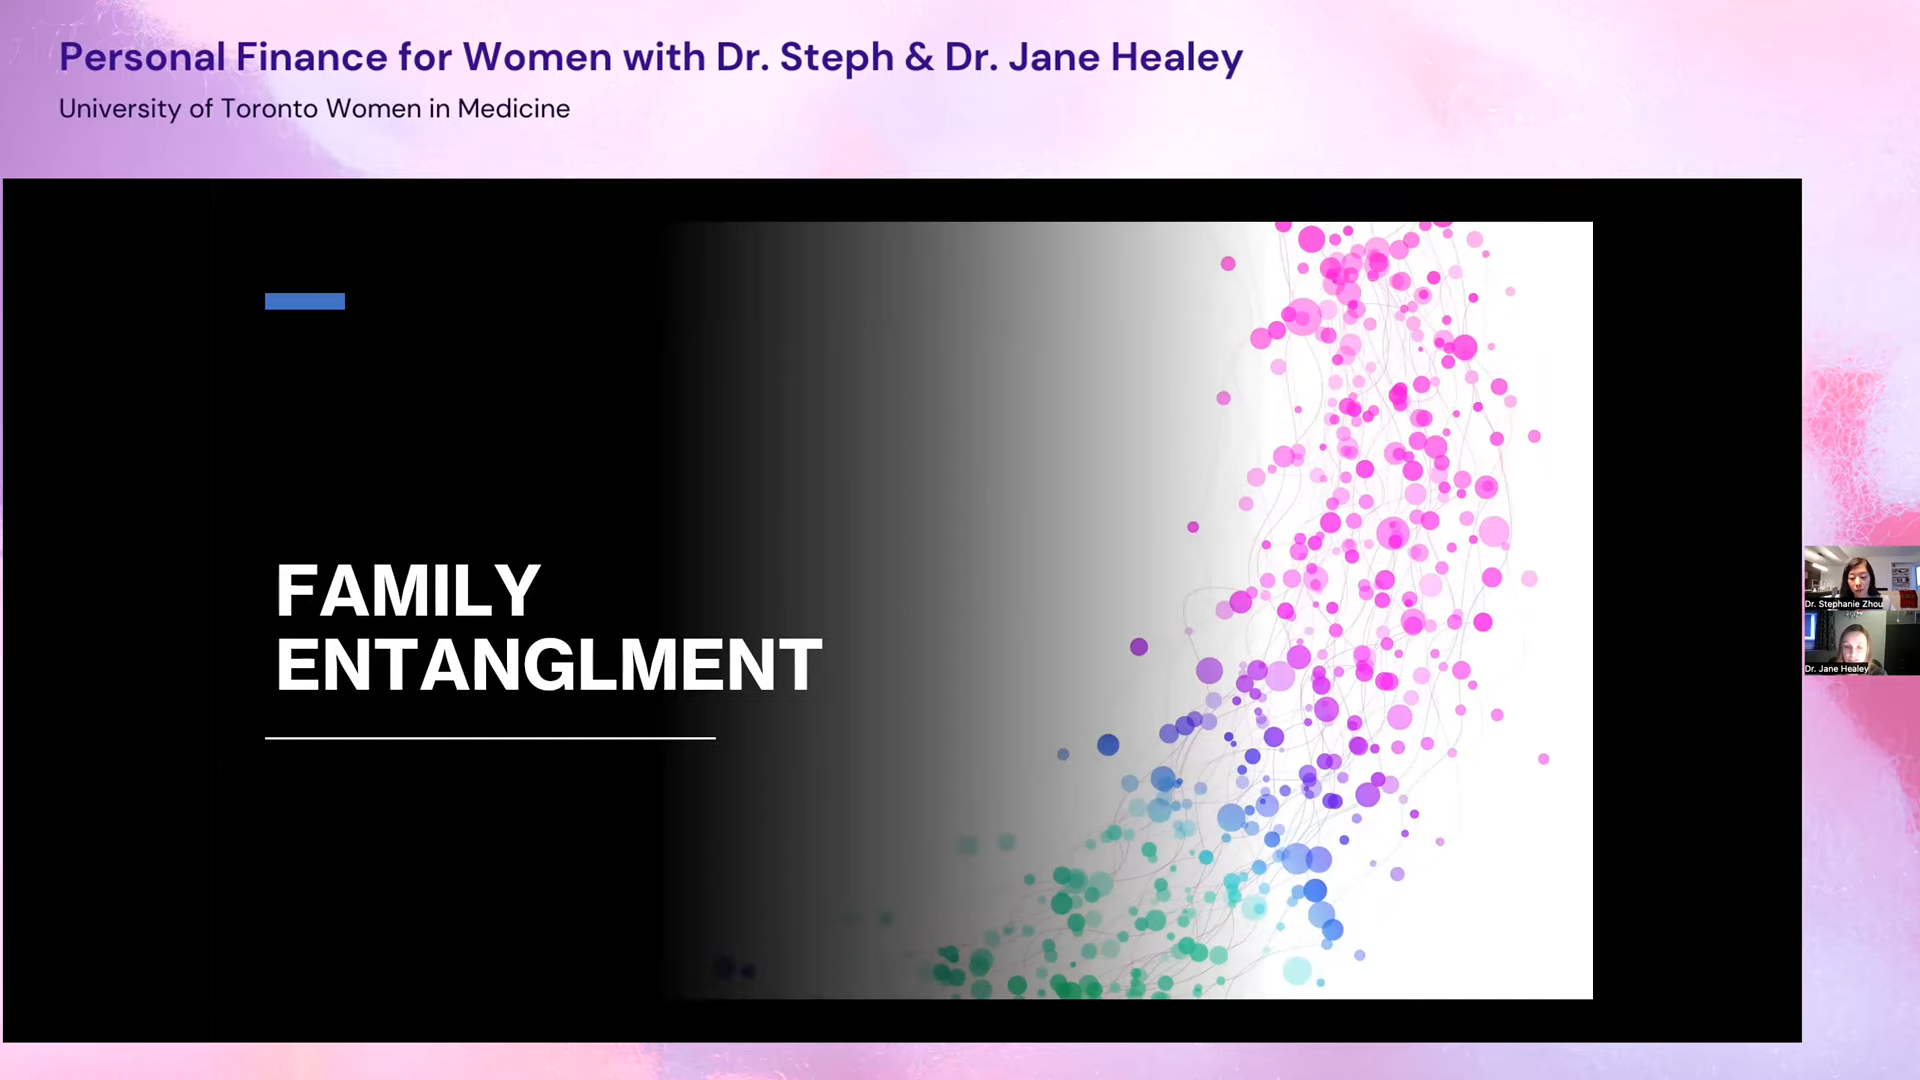 Personal Finance for Women with Dr. Steph & Dr. Jane Healey
University of Toronto Women in Medicine
FAMILY
ENTANGLMENT
Dr. Stephanie Zhou
Dr. Jane Healey